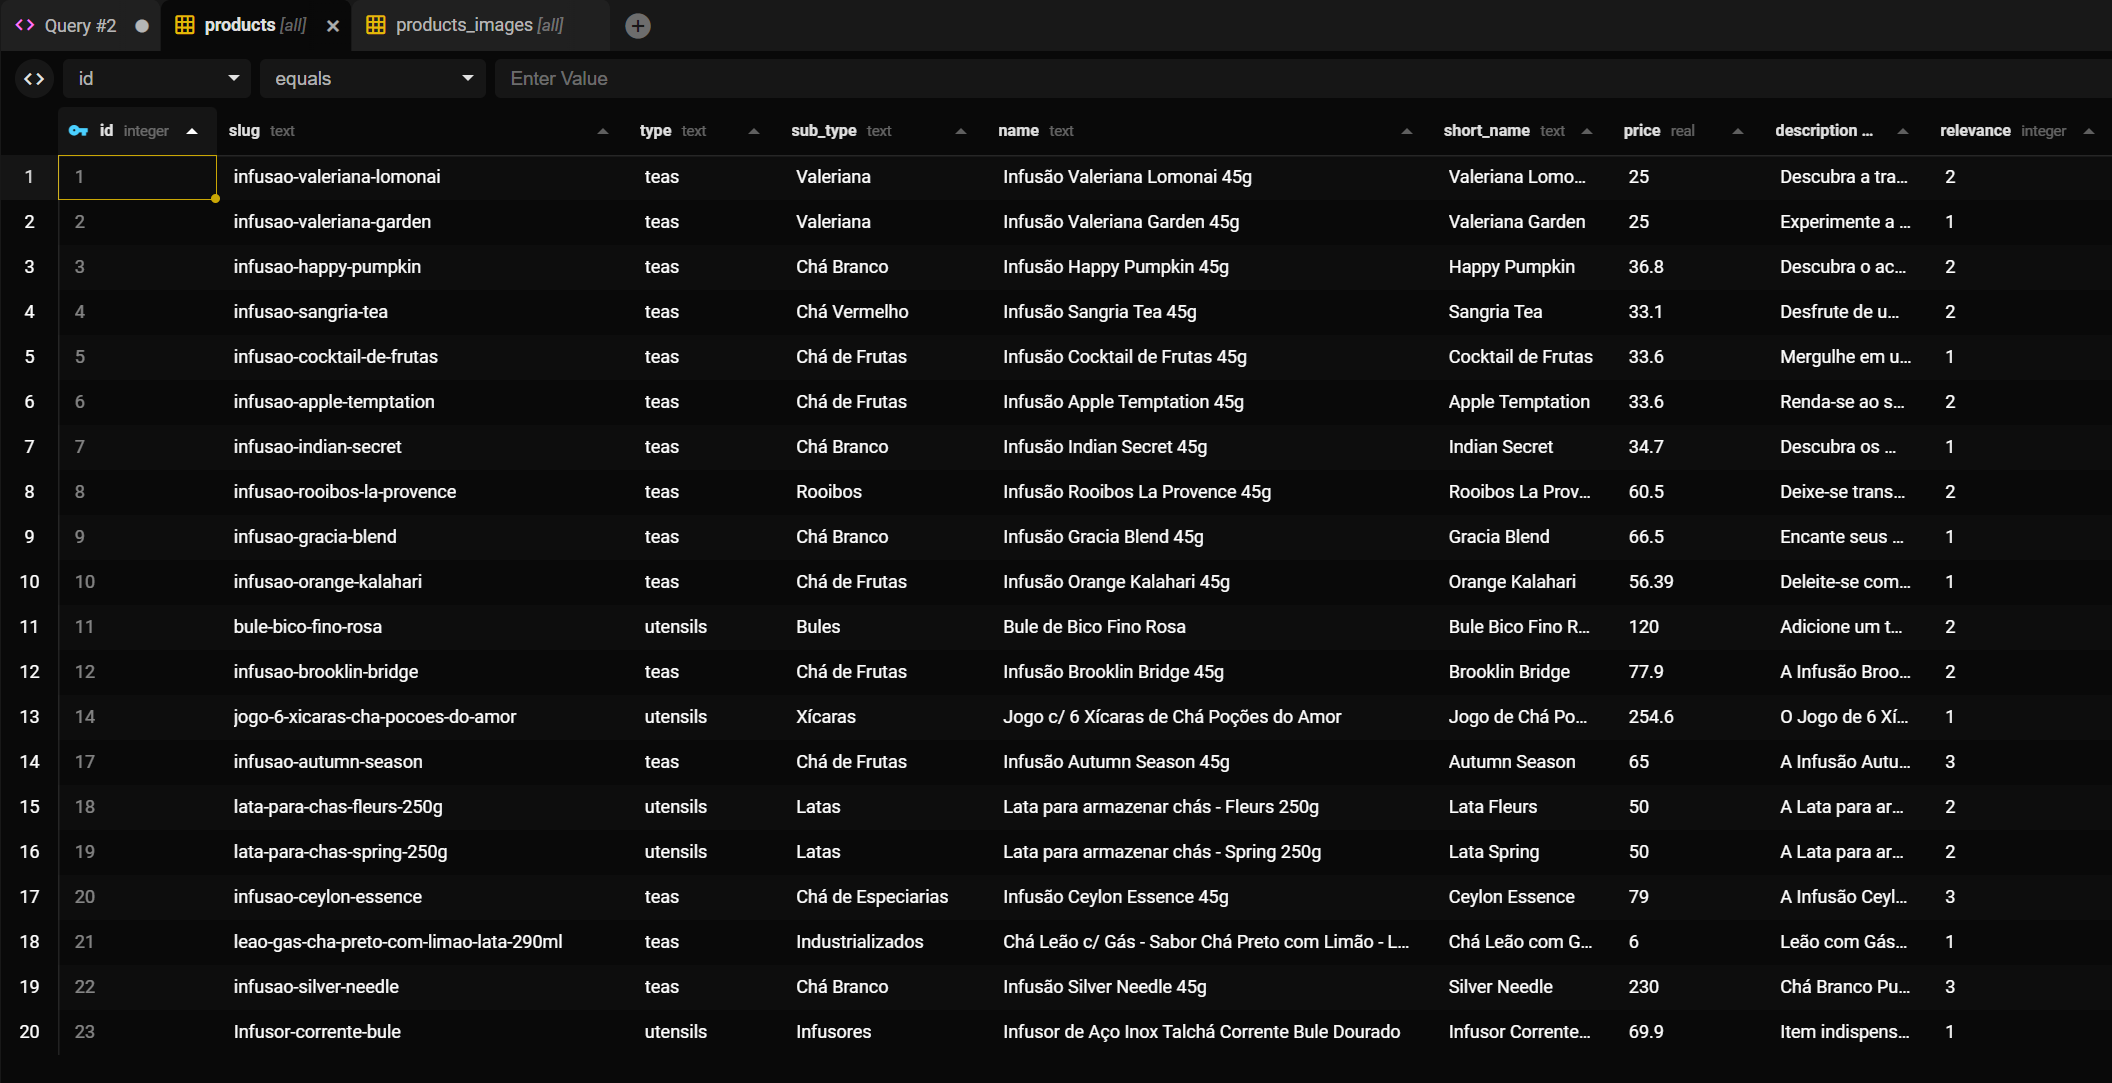 Query #2 products [all] products_images [all]
id equals Enter Value
id integer slug text type text sub_type text name text short_name text price real description ... relevance integer
1 1 infusao-valeriana-lomonai teas Valeriana Infusão Valeriana Lomonai 45g Valeriana Lomo... 25 Descubra a tra... 2
2 2 infusao-valeriana-garden teas Valeriana Infusão Valeriana Garden 45g Valeriana Garden 25 Experimente a ... 1
3 3 infusao-happy-pumpkin teas Chá Branco Infusão Happy Pumpkin 45g Happy Pumpkin 36.8 Descubra o ac... 2
4 4 infusao-sangria-tea teas Chá Vermelho Infusão Sangria Tea 45g Sangria Tea 33.1 Desfrute de u... 2
5 5 infusao-cocktail-de-frutas teas Chá de Frutas Infusão Cocktail de Frutas 45g Cocktail de Frutas 33.6 Mergulhe em u... 1
6 6 infusao-apple-temptation teas Chá de Frutas Infusão Apple Temptation 45g Apple Temptation 33.6 Renda-se ao s... 2
7 7 infusao-indian-secret teas Chá Branco Infusão Indian Secret 45g Indian Secret 34.7 Descubra os ... 1
8 8 infusao-rooibos-la-provence teas Rooibos Infusão Rooibos La Provence 45g Rooibos La Prov... 60.5 Deixe-se trans... 2
9 9 infusao-gracia-blend teas Chá Branco Infusão Gracia Blend 45g Gracia Blend 66.5 Encante seus ... 1
10 10 infusao-orange-kalahari teas Chá de Frutas Infusão Orange Kalahari 45g Orange Kalahari 56.39 Deleite-se com... 1
11 11 bule-bico-fino-rosa utensils Bules Bule de Bico Fino Rosa Bule Bico Fino R... 120 Adicione um t... 2
12 12 infusao-brooklin-bridge teas Chá de Frutas Infusão Brooklin Bridge 45g Brooklin Bridge 77.9 A Infusão Broo... 2
13 14 jogo-6-xicaras-cha-pocoes-do-amor utensils Xícaras Jogo c/ 6 Xícaras de Chá Poções do Amor Jogo de Chá Po... 254.6 O Jogo de 6 Xí... 1
14 17 infusao-autumn-season teas Chá de Frutas Infusão Autumn Season 45g Autumn Season 65 A Infusão Autu... 3
15 18 lata-para-chas-fleurs-250g utensils Latas Lata para armazenar chás - Fleurs 250g Lata Fleurs 50 A Lata para ar... 2
16 19 lata-para-chas-spring-250g utensils Latas Lata para armazenar chás - Spring 250g Lata Spring 50 A Lata para ar... 2
17 20 infusao-ceylon-essence teas Chá de Especiarias Infusão Ceylon Essence 45g Ceylon Essence 79 A Infusão Ceyl... 3
18 21 leao-gas-cha-preto-com-limao-lata-290ml teas Industrializados Chá Leão c/ Gás - Sabor Chá Preto com Limão - L... Chá Leão com G... 6 Leão com Gás... 1
19 22 infusao-silver-needle teas Chá Branco Infusão Silver Needle 45g Silver Needle 230 Chá Branco Pu... 3
20 23 Infusor-corrente-bule utensils Infusores Infusor de Aço Inox Talchá Corrente Bule Dourado Infusor Corrente... 69.9 Item indispens... 1